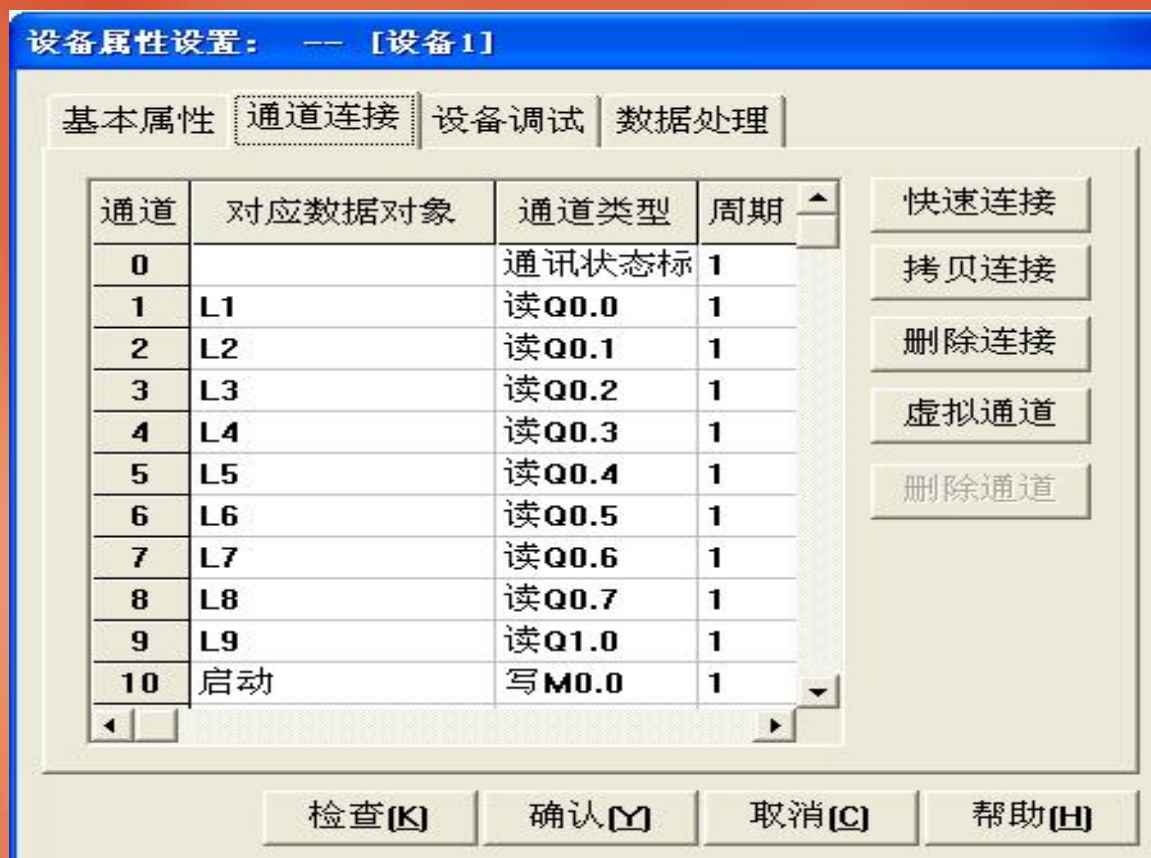 设备属性设置： -- [设备1]
基本属性 通道连接 设备调试 数据处理
通道 对应数据对象 通道类型 周期
0 通讯状态标 1
1 L1 读Q0.0 1
2 L2 读Q0.1 1
3 L3 读Q0.2 1
4 L4 读Q0.3 1
5 L5 读Q0.4 1
6 L6 读Q0.5 1
7 L7 读Q0.6 1
8 L8 读Q0.7 1
9 L9 读Q1.0 1
10 启动 写M0.0 1
快速连接
拷贝连接
删除连接
虚拟通道
删除通道
检查(K) 确认(Y) 取消(C) 帮助(H)